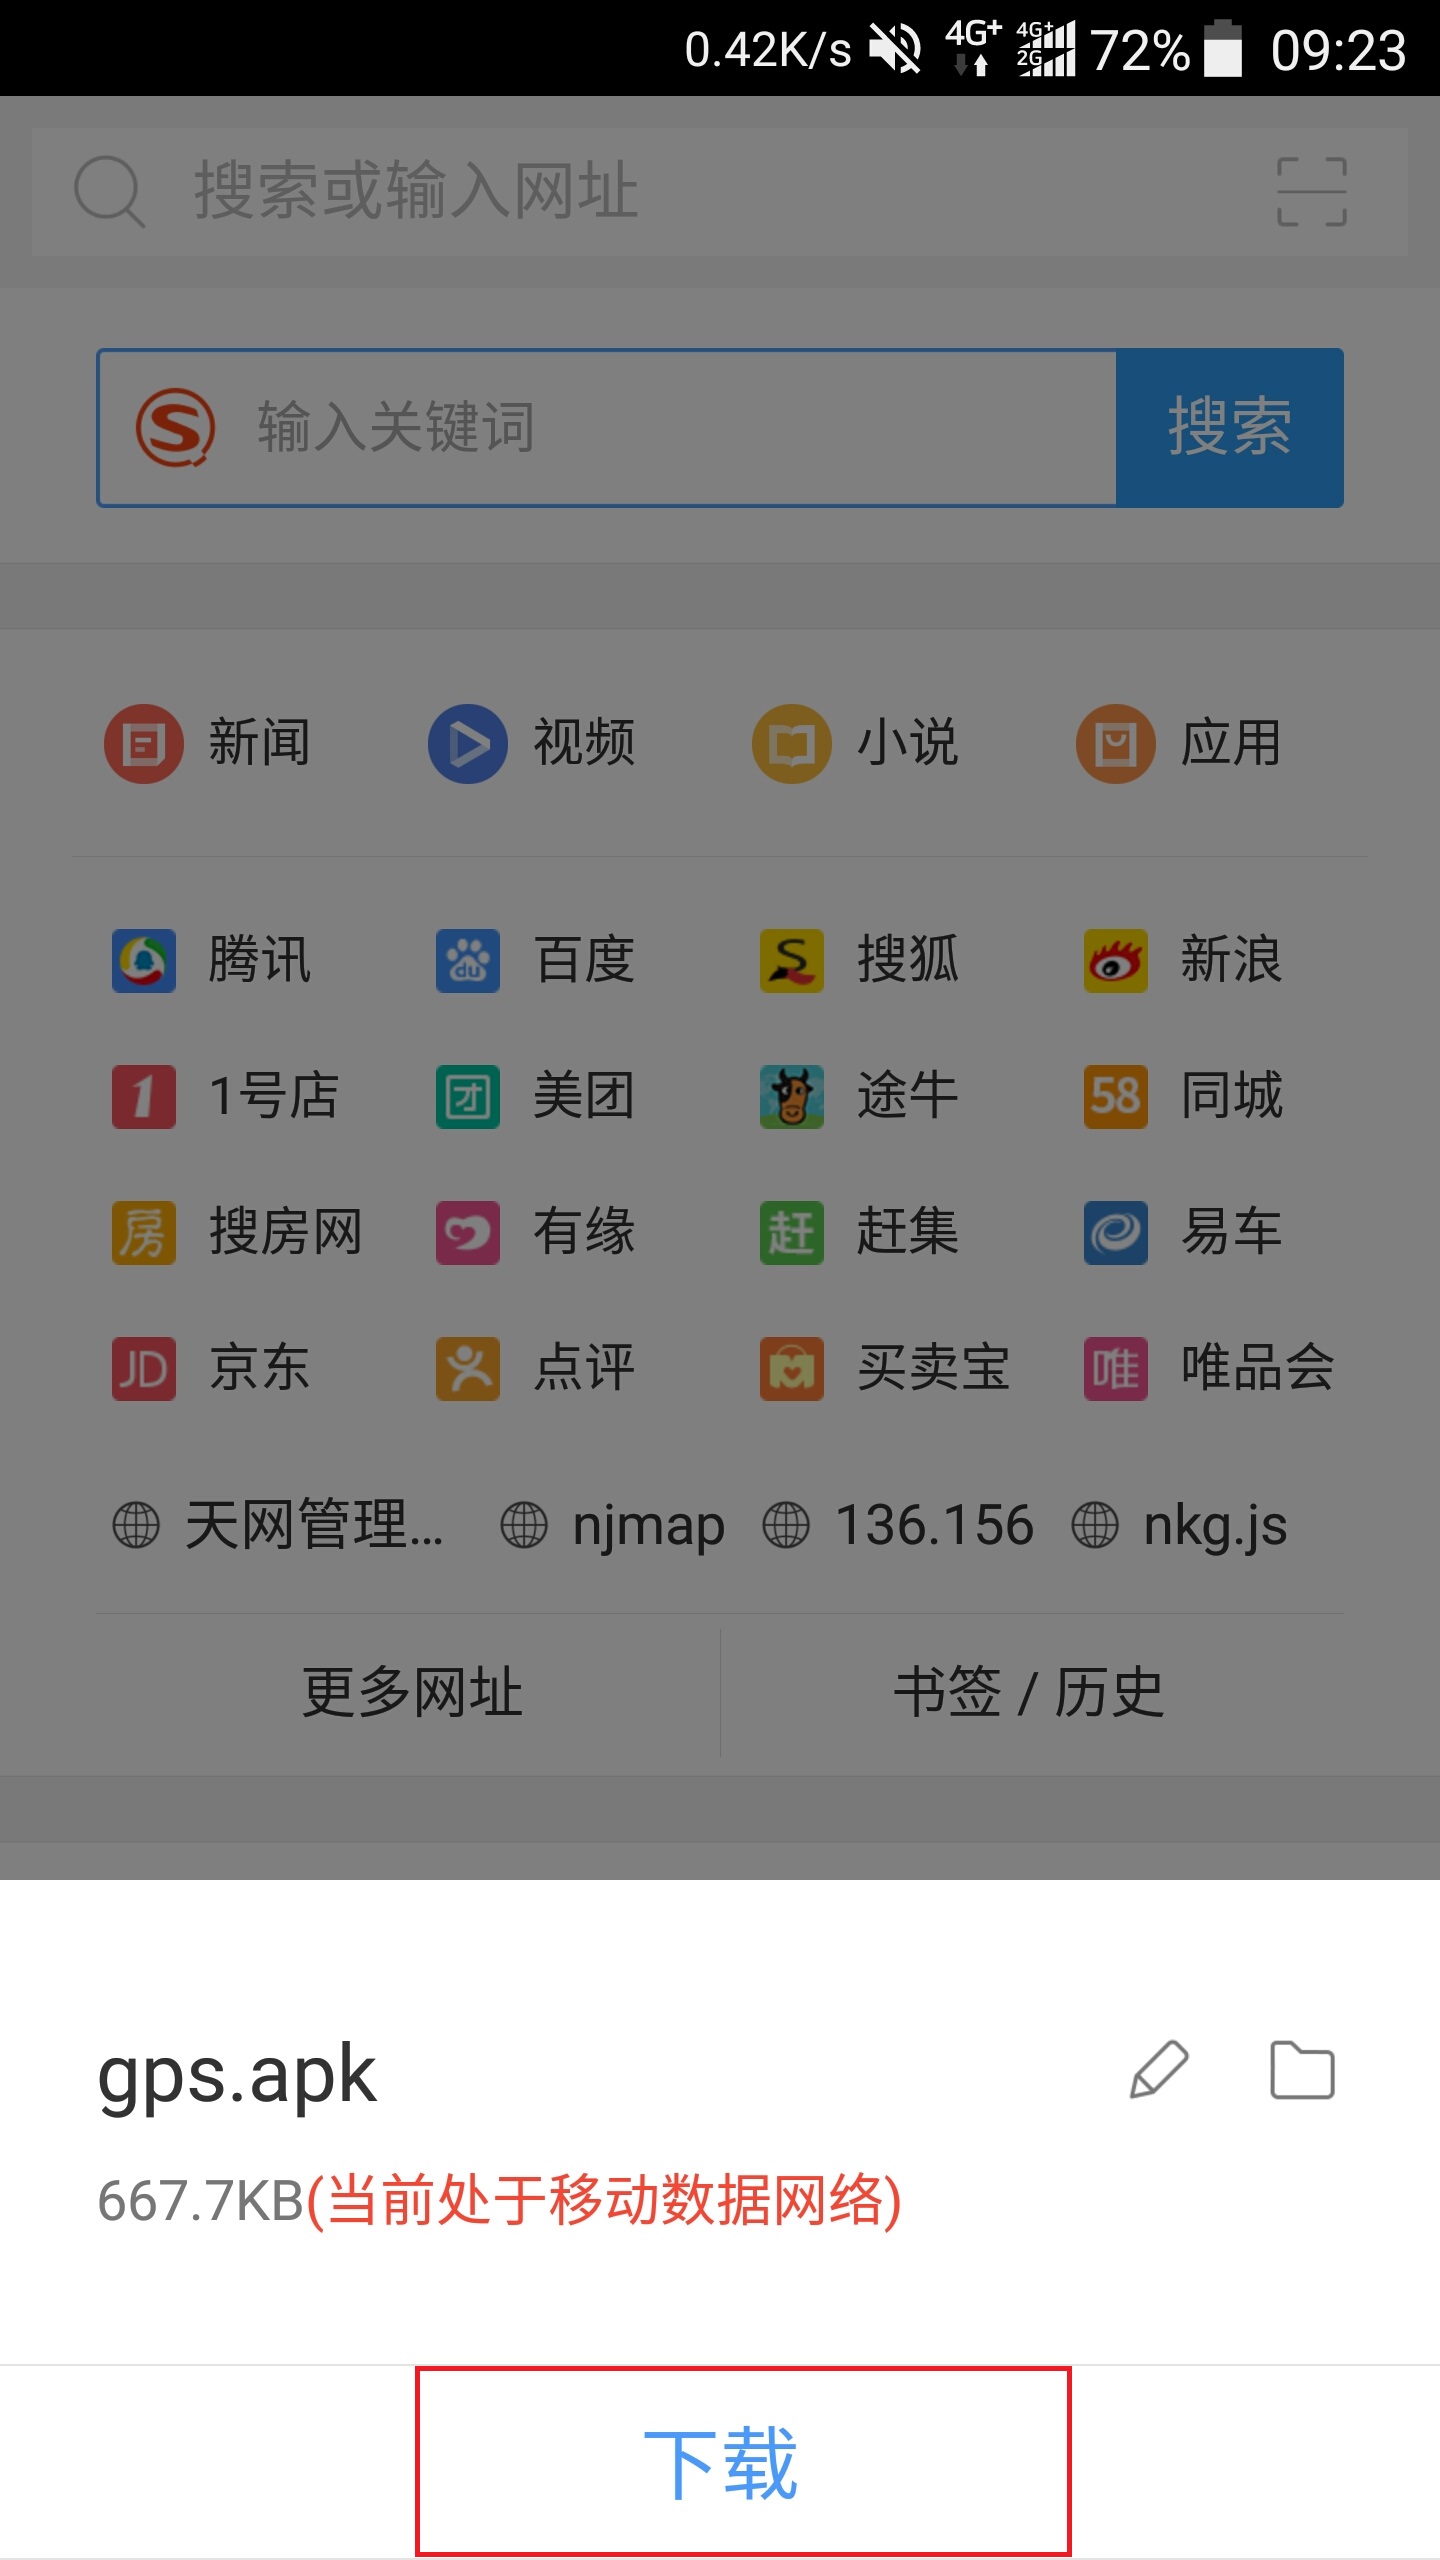 0.42K/s 4G+ 4G+ 2G 72% 09:23
搜索或输入网址
S 输入关键词 搜索
新闻 视频 小说 应用
腾讯 du 百度 搜狐 新浪
1 1号店 团 美团 途牛 58 同城
房 搜房网 有缘 赶 赶集 易车
JD 京东 点评 买卖宝 唯 唯品会
天网管理... njmap 136.156 nkg.js
更多网址 书签 / 历史
gps.apk
667.7KB(当前处于移动数据网络)
下载